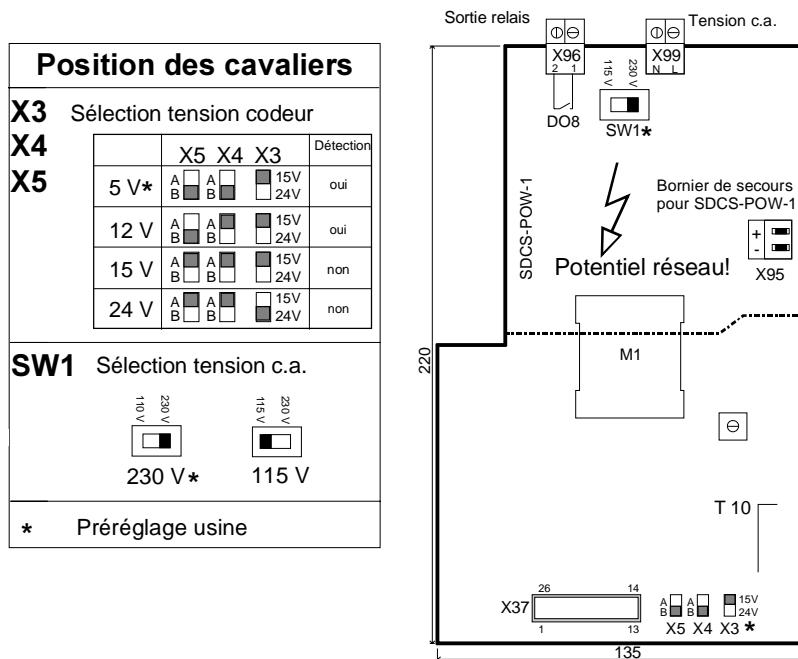 Position des cavaliers
X3 Sélection tension codeur
X4
X5
X5 X4 X3 Détection
5 V* A B A B 15V 24V oui
12 V A B A B 15V 24V oui
15 V A B A B 15V 24V non
24 V A B A B 15V 24V non
SW1 Sélection tension c.a.
110 V 230 V 115 V 230 V
230 V* 115 V
* Préréglage usine
Sortie relais
Tension c.a.
X96
2 1
X99
N L
115 V 230 V
DO8
SW1*
SDCS-POW-1
Bornier de secours
pour SDCS-POW-1
+
-
X95
Potentiel réseau!
M1
220
T 10
X37
26 14
1 13
A B A B 15V 24V
X5 X4 X3 *
135